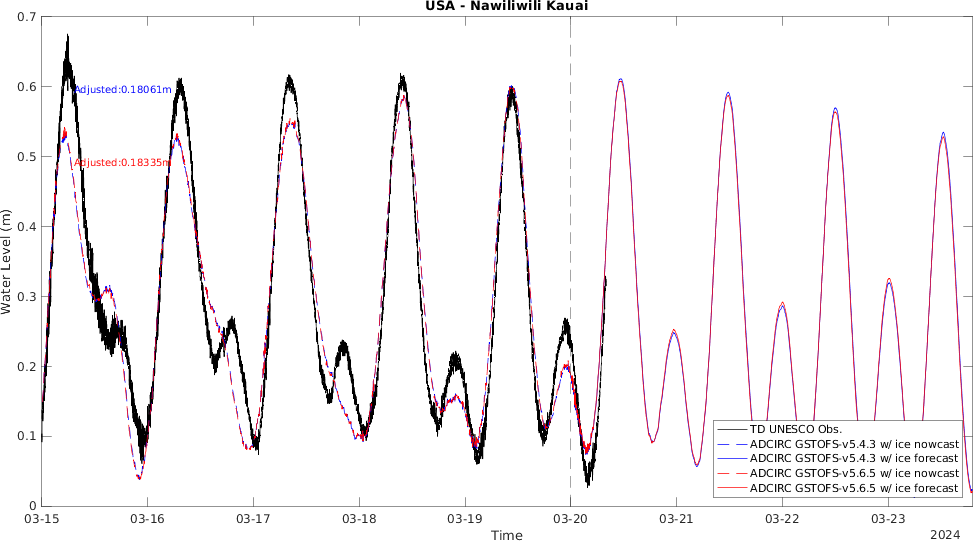 USA - Nawiliwili Kauai
0.7
0.6
0.5
0.4
0.3
0.2
0.1
0
Water Level (m)
Adjusted:0.18061m
Adjusted:0.18335m
TD UNESCO Obs.
ADCIRC GSTOFS-v5.4.3 w/ ice nowcast
ADCIRC GSTOFS-v5.4.3 w/ ice forecast
ADCIRC GSTOFS-v5.6.5 w/ ice nowcast
ADCIRC GSTOFS-v5.6.5 w/ ice forecast
03-15 03-16 03-17 03-18 03-19 03-20 03-21 03-22 03-23
Time
2024